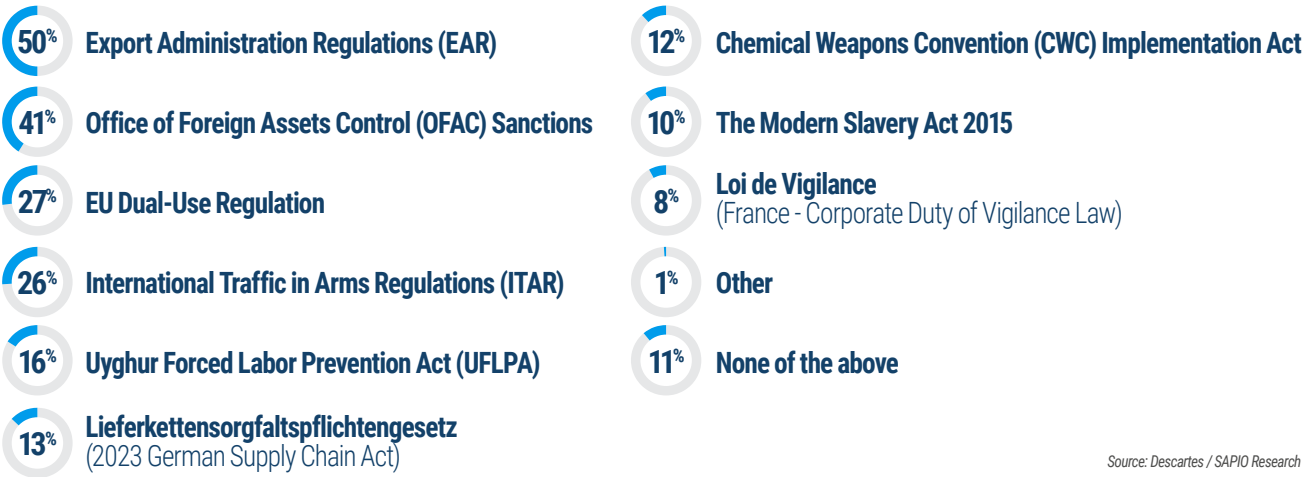 50% Export Administration Regulations (EAR)
41% Office of Foreign Assets Control (OFAC) Sanctions
27% EU Dual-Use Regulation
26% International Traffic in Arms Regulations (ITAR)
16% Uyghur Forced Labor Prevention Act (UFLPA)
13% Lieferkettensorgfaltspflichtengesetz
(2023 German Supply Chain Act)
12% Chemical Weapons Convention (CWC) Implementation Act
10% The Modern Slavery Act 2015
8% Loi de Vigilance
(France - Corporate Duty of Vigilance Law)
1% Other
11% None of the above
Source: Descartes / SAPIO Research